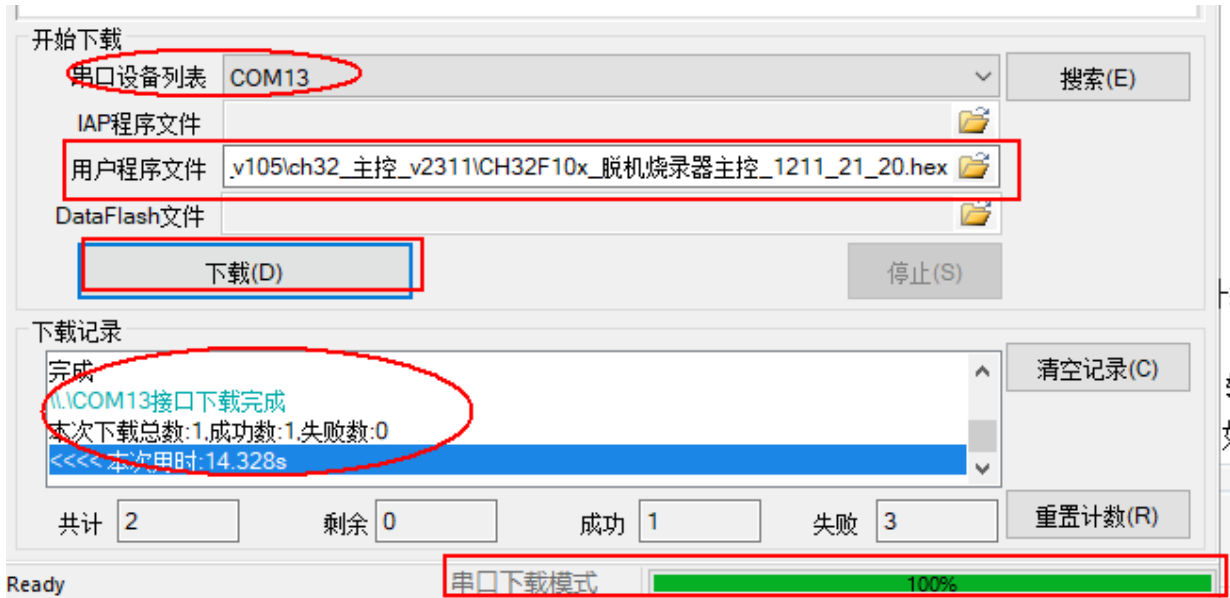 开始下载
串口设备列表 COM13 搜索(E)
IAP程序文件
用户程序文件 _v105\ch32_主控_v2311\CH32F10x_脱机烧录器主控_1211_21_20.hex
DataFlash文件
下载(D) 停止(S)
下载记录
完成 清空记录(C)
\\.\COM13接口下载完成
本次下载总数:1,成功数:1,失败数:0
<<<< 本次用时:14.328s
共计 2 剩余 0 成功 1 失败 3 重置计数(R)
Ready 串口下载模式 100%